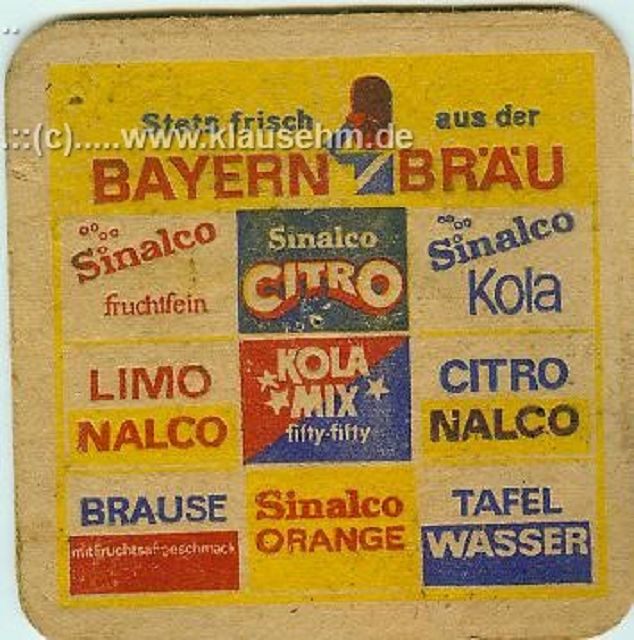 Stets frisch aus der
.::(c).....www.klausehm.de
BAYERN BRÄU
Sinalco
fruchtfein
Sinalco
CITRO
Sinalco
Kola
LIMO
NALCO
KOLA
MIX
fifty-fifty
CITRO
NALCO
BRAUSE
mit Fruchtsaftgeschmack
Sinalco
ORANGE
TAFEL
WASSER